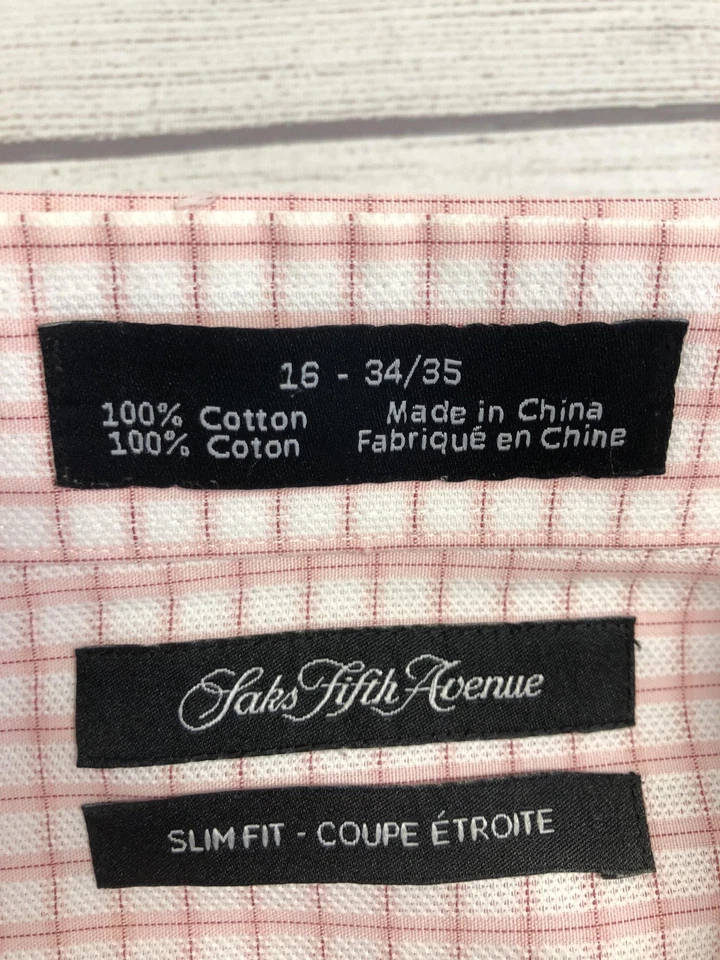 16 - 34/35
100% Cotton
100% Coton
Made in China
Fabriqué en Chine
Saks Fifth Avenue
SLIM FIT - COUPE ÉTROITE